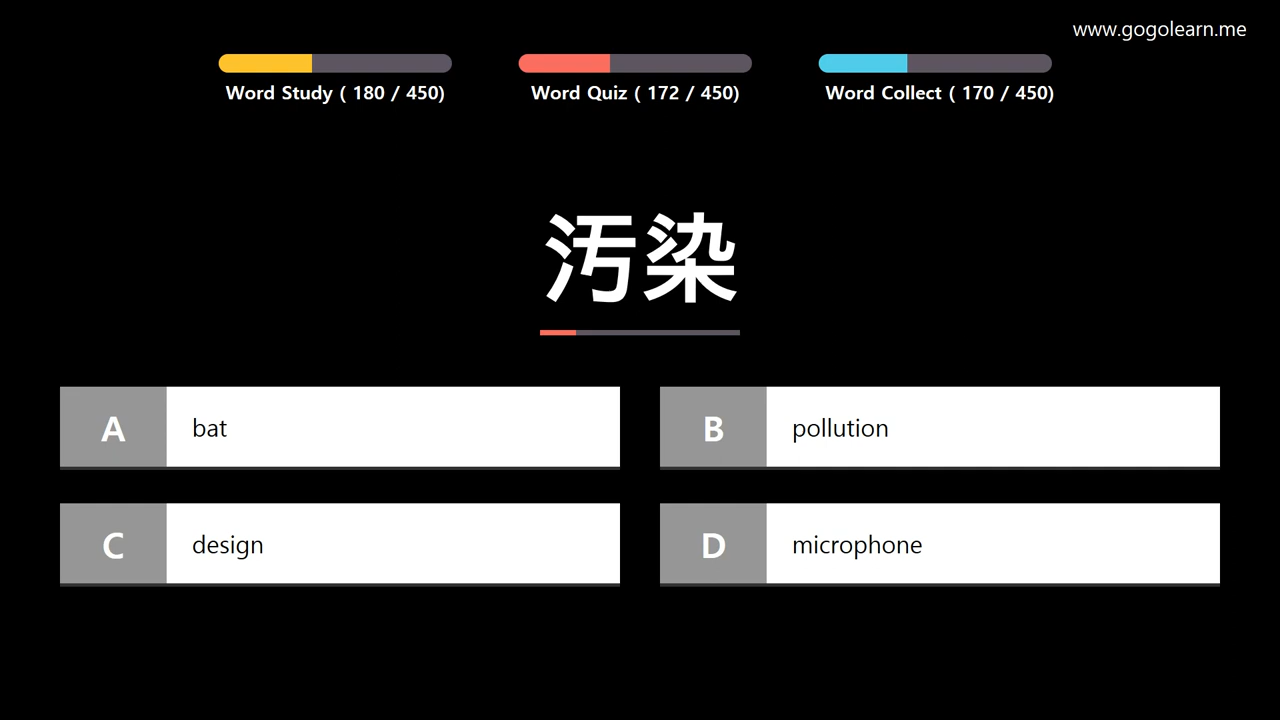 www.gogolearn.me
Word Study ( 180 / 450)
Word Quiz ( 172 / 450)
Word Collect ( 170 / 450)
汚染
A bat
B pollution
C design
D microphone